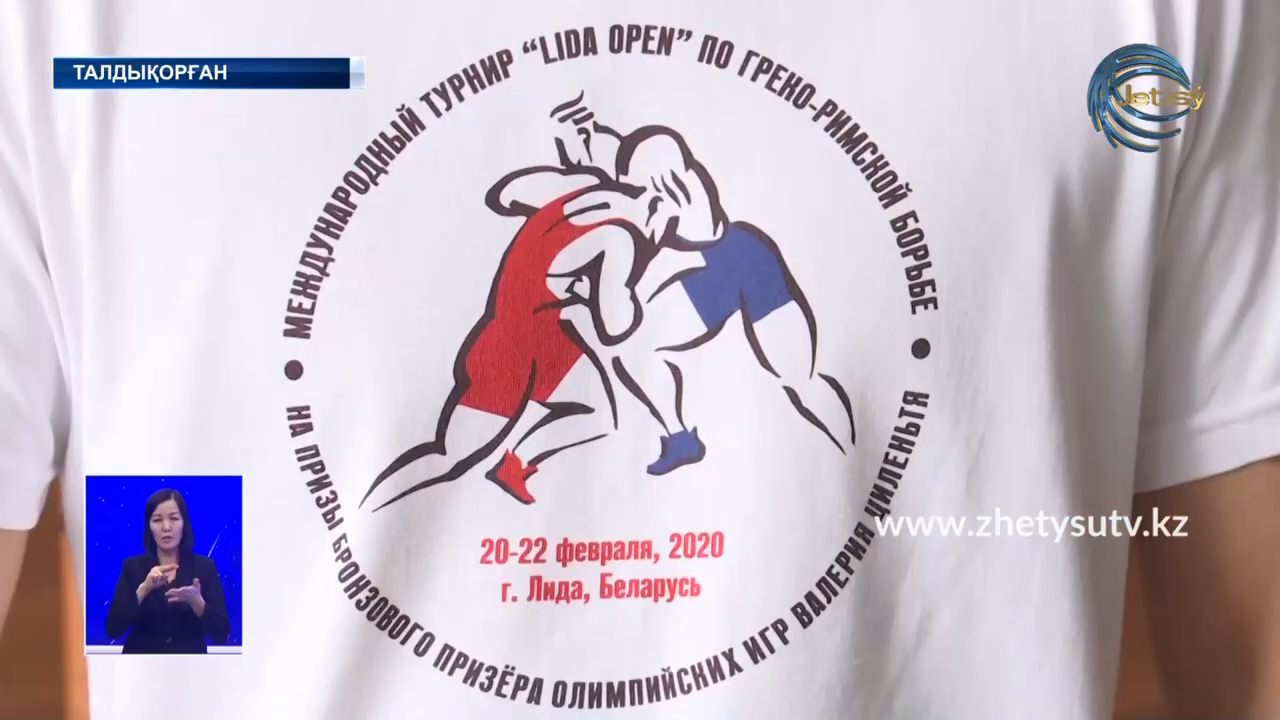 ТАЛДЫҚОРҒАН
Jetisý
МЕЖДУНАРОДНЫЙ ТУРНИР “LIDA OPEN” ПО ГРЕКО-РИМСКОЙ БОРЬБЕ
НА ПРИЗЫ БРОНЗОВОГО ПРИЗЁРА ОЛИМПИЙСКИХ ИГР ВАЛЕРИЯ ЦИЛЕНЬТЯ
20-22 февраля, 2020
г. Лида, Беларусь
www.zhetysutv.kz